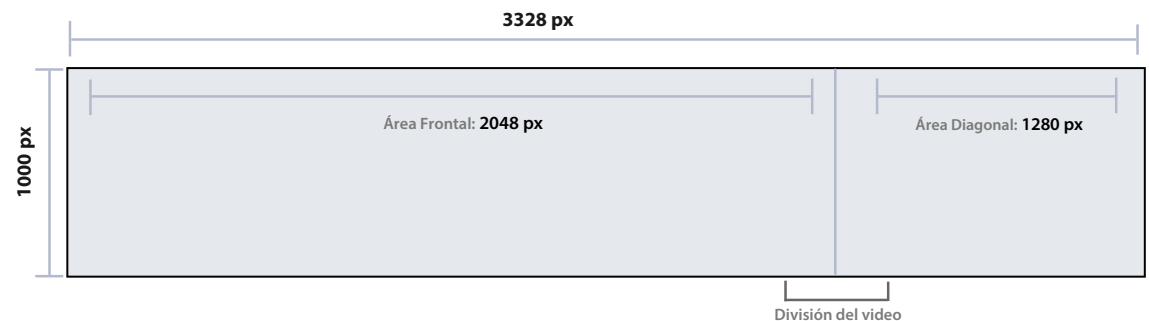 3328 px
1000 px
Área Frontal: 2048 px
Área Diagonal: 1280 px
División del video